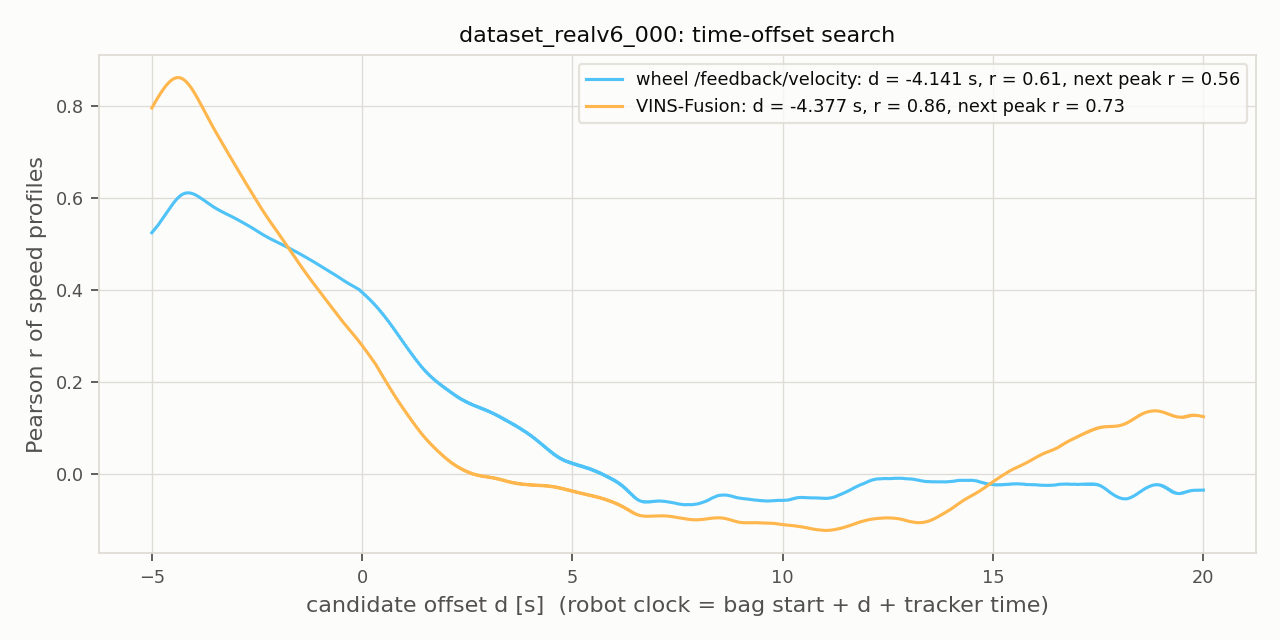 dataset_realv6_000: time-offset search
wheel /feedback/velocity: d = -4.141 s, r = 0.61, next peak r = 0.56
VINS-Fusion: d = -4.377 s, r = 0.86, next peak r = 0.73
Pearson r of speed profiles
0.8
0.6
0.4
0.2
0.0
−5
0
5
10
15
20
candidate offset d [s]  (robot clock = bag start + d + tracker time)